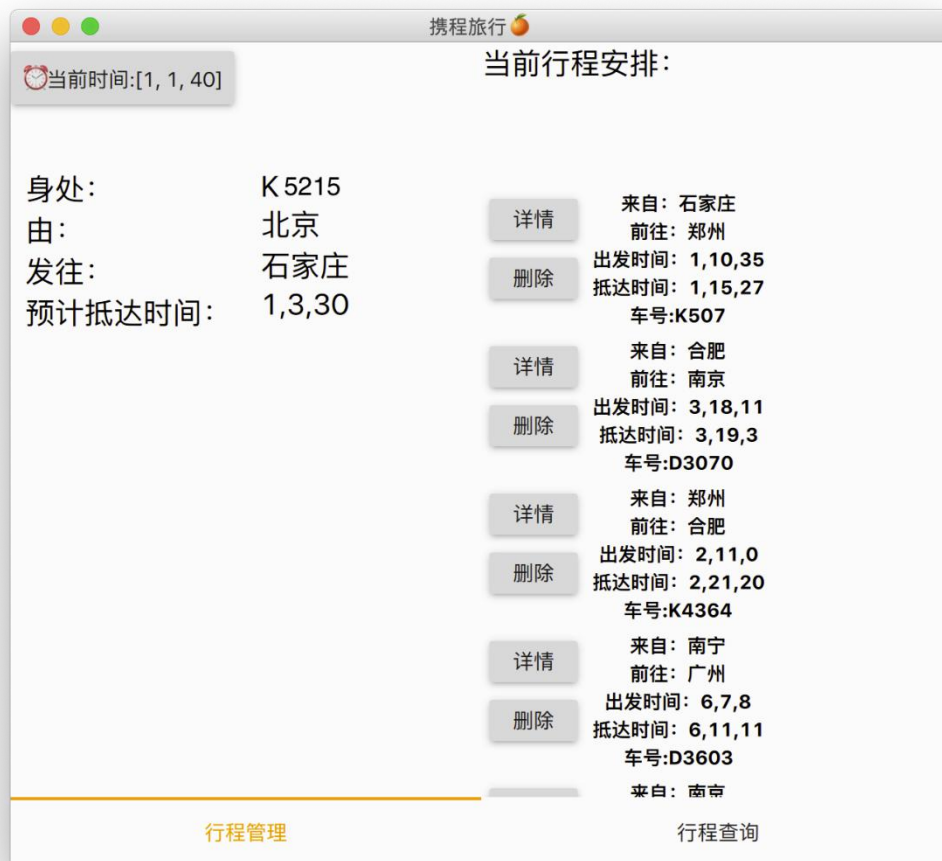 携程旅行🍊
⏰当前时间:[1, 1, 40]
身处： K 5215
由： 北京
发往： 石家庄
预计抵达时间： 1,3,30
当前行程安排：
详情
删除
来自：石家庄
前往：郑州
出发时间：1,10,35
抵达时间：1,15,27
车号:K507
详情
删除
来自：合肥
前往：南京
出发时间：3,18,11
抵达时间：3,19,3
车号:D3070
详情
删除
来自：郑州
前往：合肥
出发时间：2,11,0
抵达时间：2,21,20
车号:K4364
详情
删除
来自：南宁
前往：广州
出发时间：6,7,8
抵达时间：6,11,11
车号:D3603
来自：南京
行程管理
行程查询